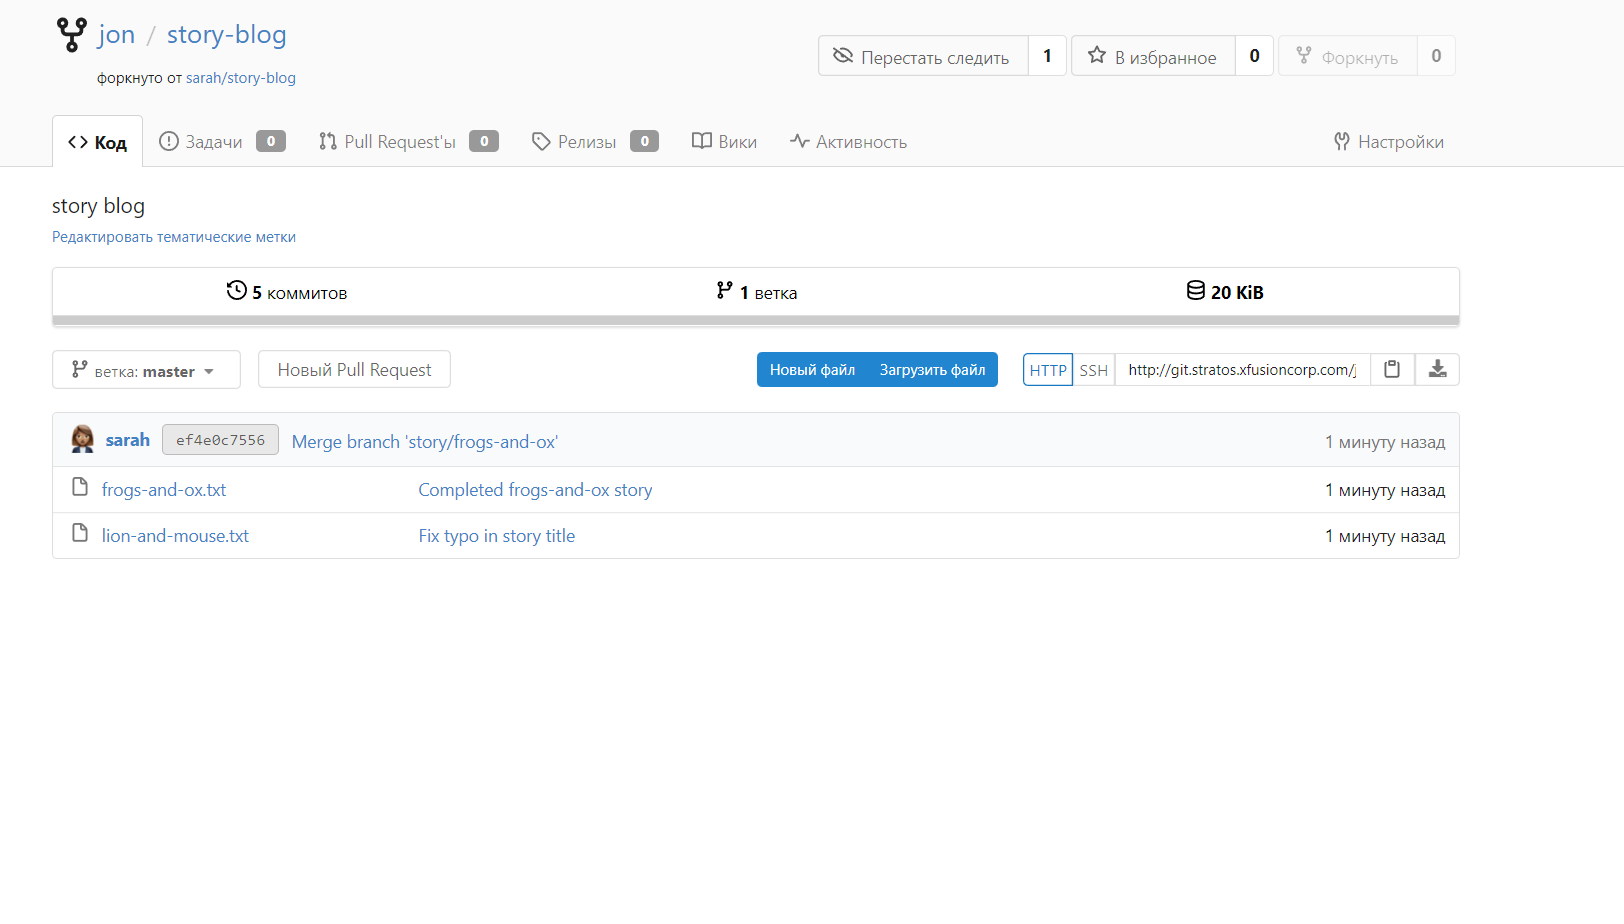 jon / story-blog
форкнуто от sarah/story-blog
Перестать следить 1
В избранное 0
Форкнуть 0
Код
Задачи 0
Pull Request'ы 0
Релизы 0
Вики
Активность
Настройки
story blog
Редактировать тематические метки
5 коммитов
1 ветка
20 KiB
ветка: master
Новый Pull Request
Новый файл
Загрузить файл
HTTP
SSH
http://git.stratos.xfusioncorp.com/j
sarah ef4e0c7556 Merge branch 'story/frogs-and-ox' 1 минуту назад
frogs-and-ox.txt Completed frogs-and-ox story 1 минуту назад
lion-and-mouse.txt Fix typo in story title 1 минуту назад